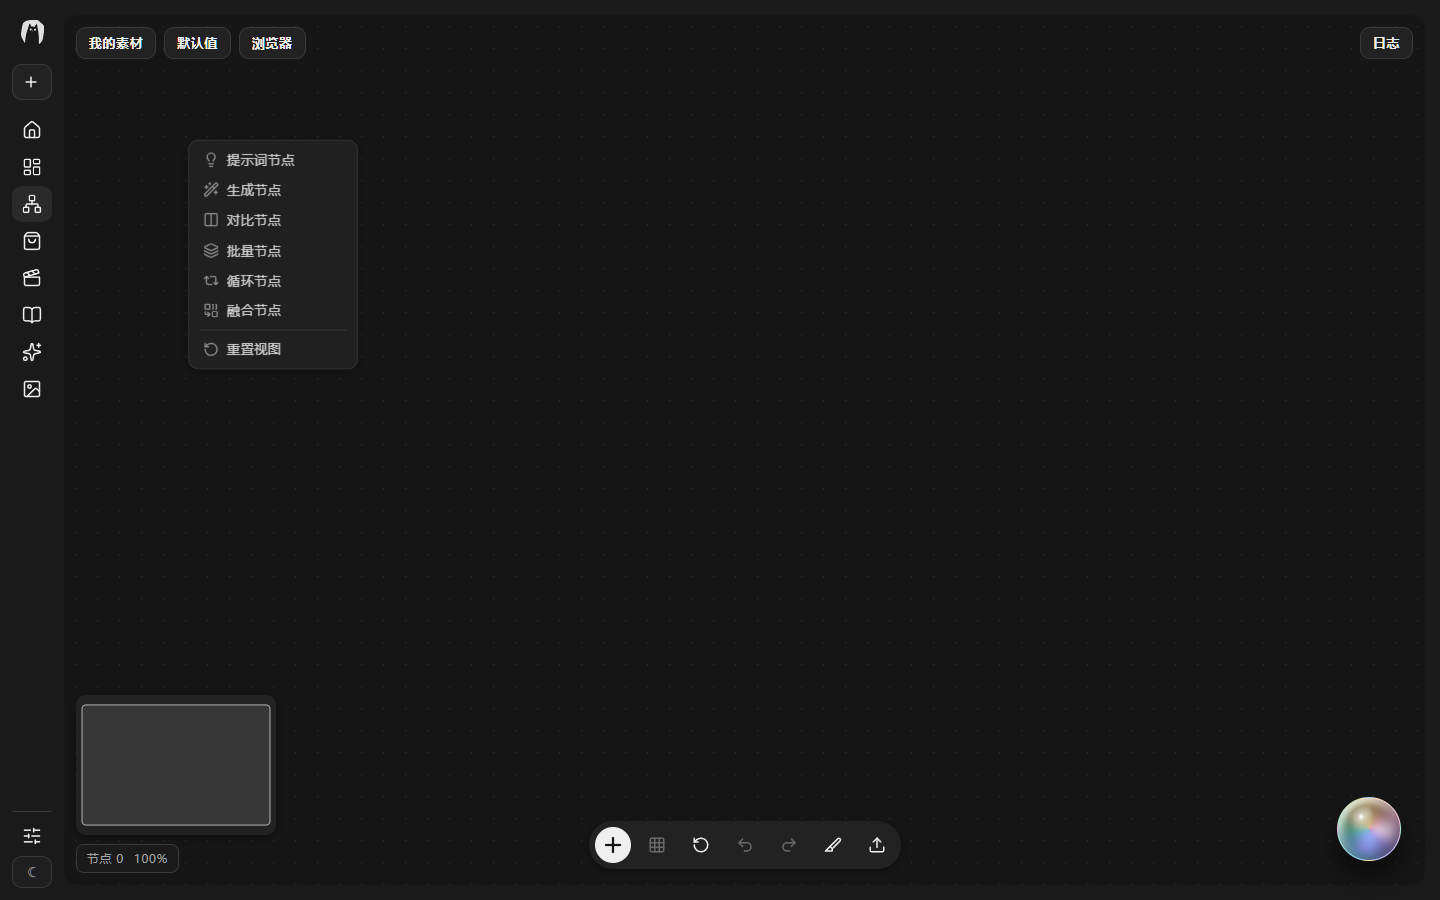 我的素材
默认值
浏览器
日志
提示词节点
生成节点
对比节点
批量节点
循环节点
融合节点
重置视图
节点 0 100%